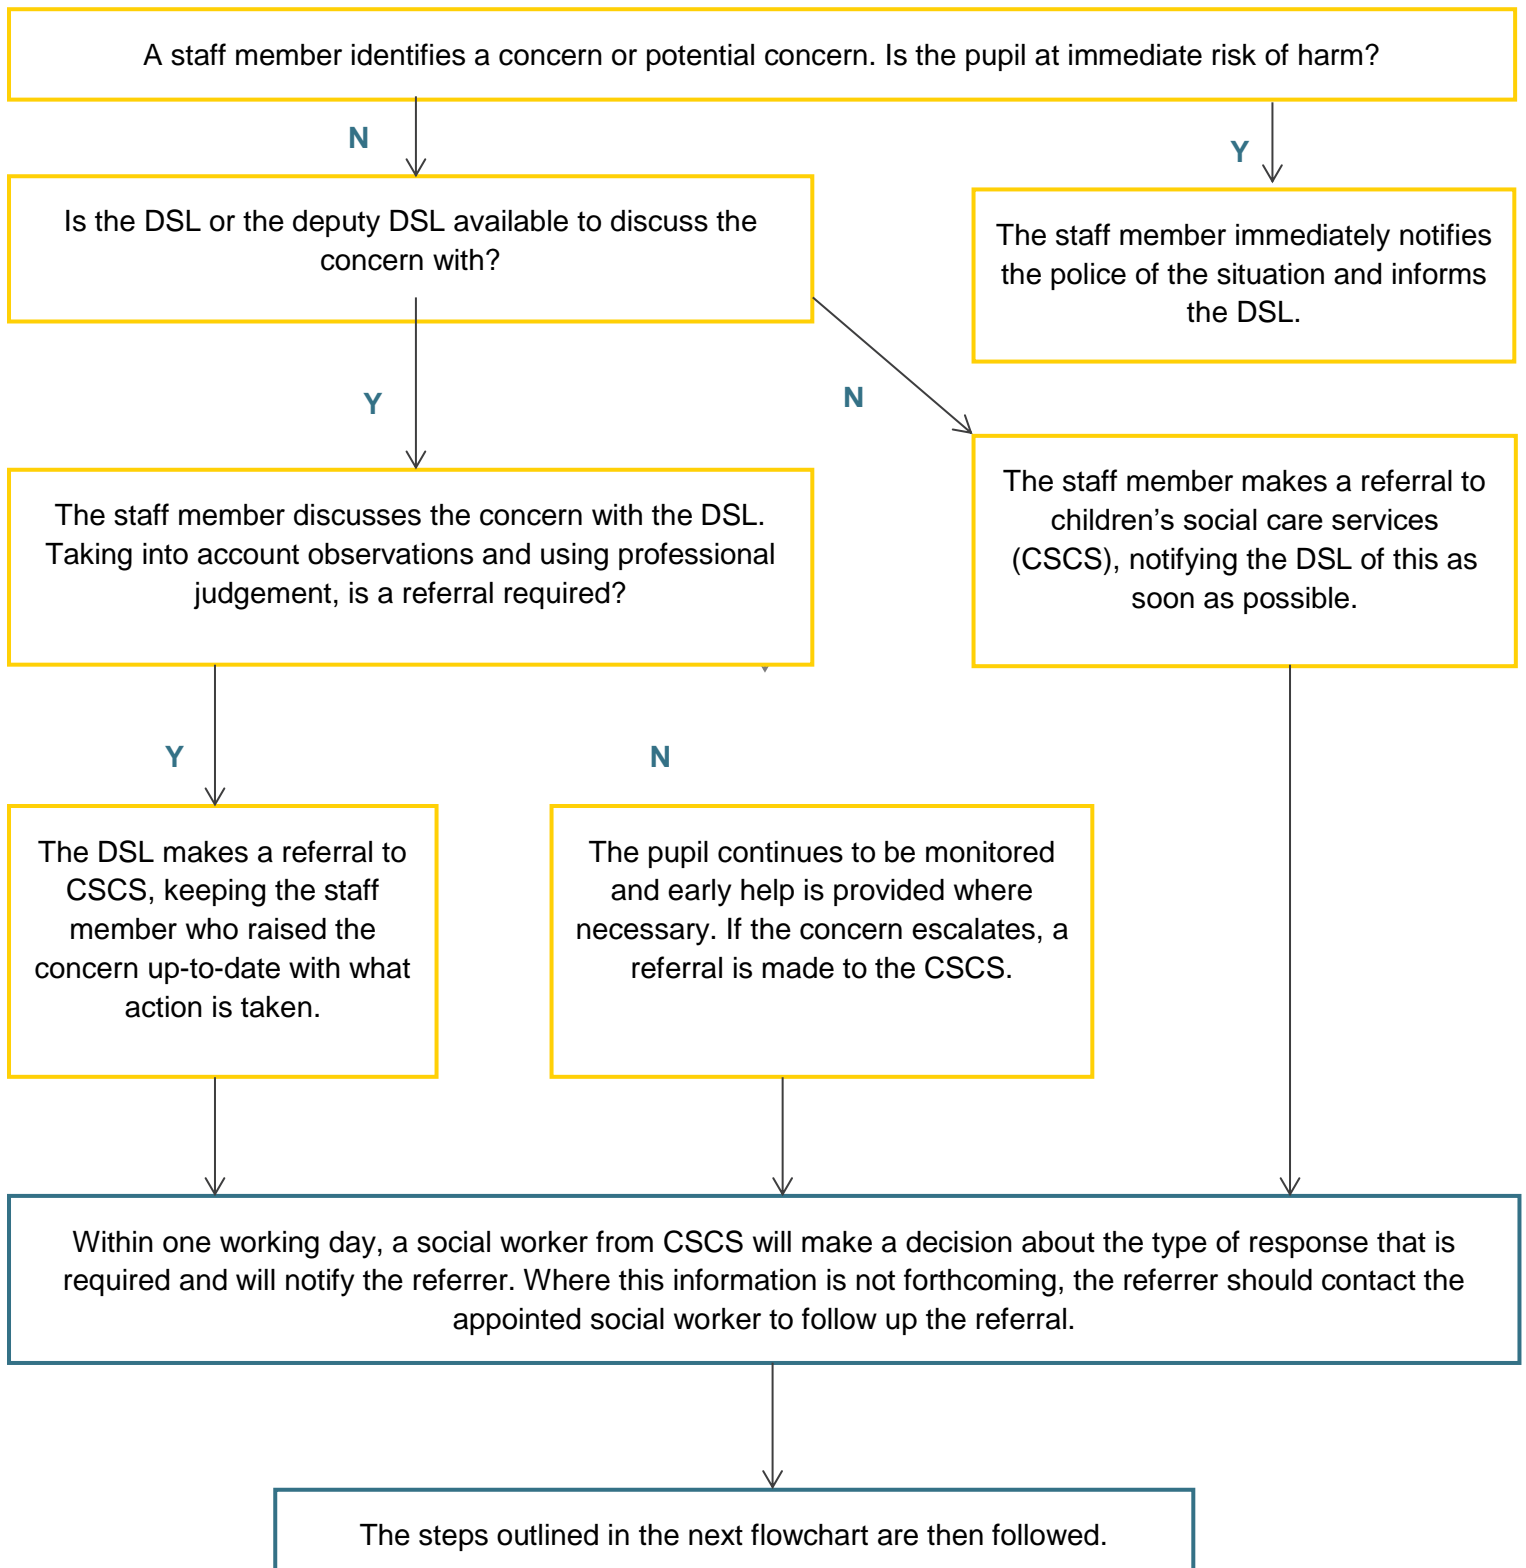 A staff member identifies a concern or potential concern. Is the pupil at immediate risk of harm?
N
Y
Is the DSL or the deputy DSL available to discuss the
concern with?
The staff member immediately notifies
the police of the situation and informs
the DSL.
Y
N
The staff member discusses the concern with the DSL.
Taking into account observations and using professional
judgement, is a referral required?
The staff member makes a referral to
children’s social care services
(CSCS), notifying the DSL of this as
soon as possible.
Y
N
The DSL makes a referral to
CSCS, keeping the staff
member who raised the
concern up-to-date with what
action is taken.
The pupil continues to be monitored
and early help is provided where
necessary. If the concern escalates, a
referral is made to the CSCS.
Within one working day, a social worker from CSCS will make a decision about the type of response that is
required and will notify the referrer. Where this information is not forthcoming, the referrer should contact the
appointed social worker to follow up the referral.
The steps outlined in the next flowchart are then followed.